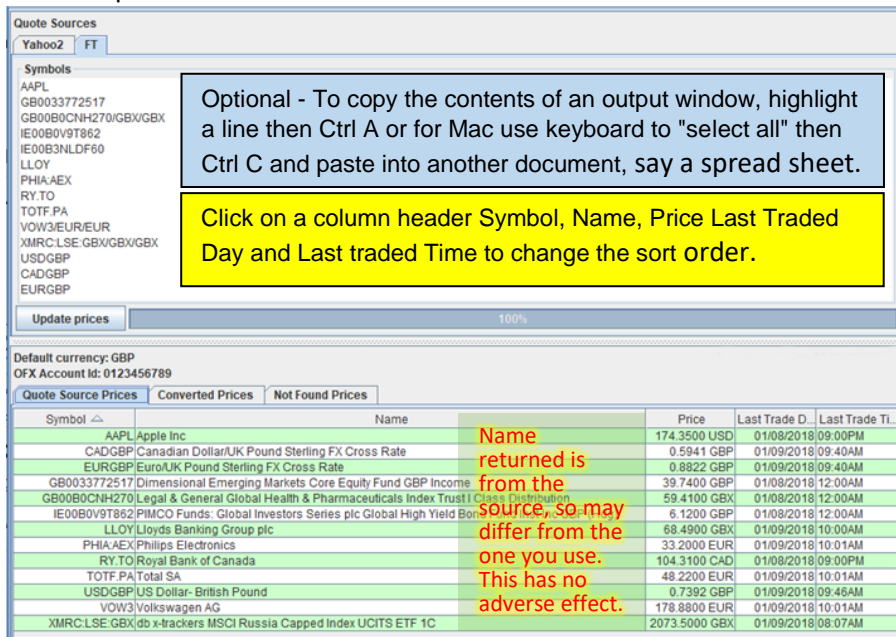 Quote Sources
Yahoo2 FT
Symbols
AAPL
GB0033772517
GB00B0CNH270/GBX/GBX
IE00B0V9T862
IE00B3NLDF60
LLOY
PHIA:AEX
RY.TO
TOTF.PA
VOW3/EUR/EUR
XMRC:LSE:GBX/GBX/GBX
USDGBP
CADGBP
EURGBP
Optional - To copy the contents of an output window, highlight
a line then Ctrl A or for Mac use keyboard to "select all" then
Ctrl C and paste into another document, say a spread sheet.
Click on a column header Symbol, Name, Price Last Traded
Day and Last traded Time to change the sort order.
Update prices 100%
Default currency: GBP
OFX Account Id: 0123456789
Quote Source Prices Converted Prices Not Found Prices
Symbol Name Price Last Trade D... Last Trade Ti...
AAPL Apple Inc 174.3500 USD 01/08/2018 09:00PM
CADGBP Canadian Dollar/UK Pound Sterling FX Cross Rate 0.5941 GBP 01/09/2018 09:40AM
EURGBP Euro/UK Pound Sterling FX Cross Rate 0.8822 GBP 01/09/2018 09:40AM
GB0033772517 Dimensional Emerging Markets Core Equity Fund GBP Income 39.7400 GBP 01/08/2018 12:00AM
GB00B0CNH270 Legal & General Global Health & Pharmaceuticals Index Trust I Class Distribution 59.4100 GBX 01/08/2018 12:00AM
IE00B0V9T862 PIMCO Funds: Global Investors Series plc Global High Yield 6.1200 GBP 01/08/2018 12:00AM
LLOY Lloyds Banking Group plc 68.4900 GBX 01/09/2018 10:00AM
PHIA:AEX Philips Electronics 33.2000 EUR 01/09/2018 10:01AM
RY.TO Royal Bank of Canada 104.3100 CAD 01/08/2018 09:00PM
TOTF.PA Total SA 48.2200 EUR 01/09/2018 10:01AM
USDGBP US Dollar- British Pound 0.7392 GBP 01/09/2018 09:46AM
VOW3 Volkswagen AG 178.8800 EUR 01/09/2018 10:01AM
XMRC:LSE:GBX db x-trackers MSCI Russia Capped Index UCITS ETF 1C 2073.5000 GBX 01/09/2018 08:07AM
Name
returned is
from the
source, so may
differ from the
one you use.
This has no
adverse effect.